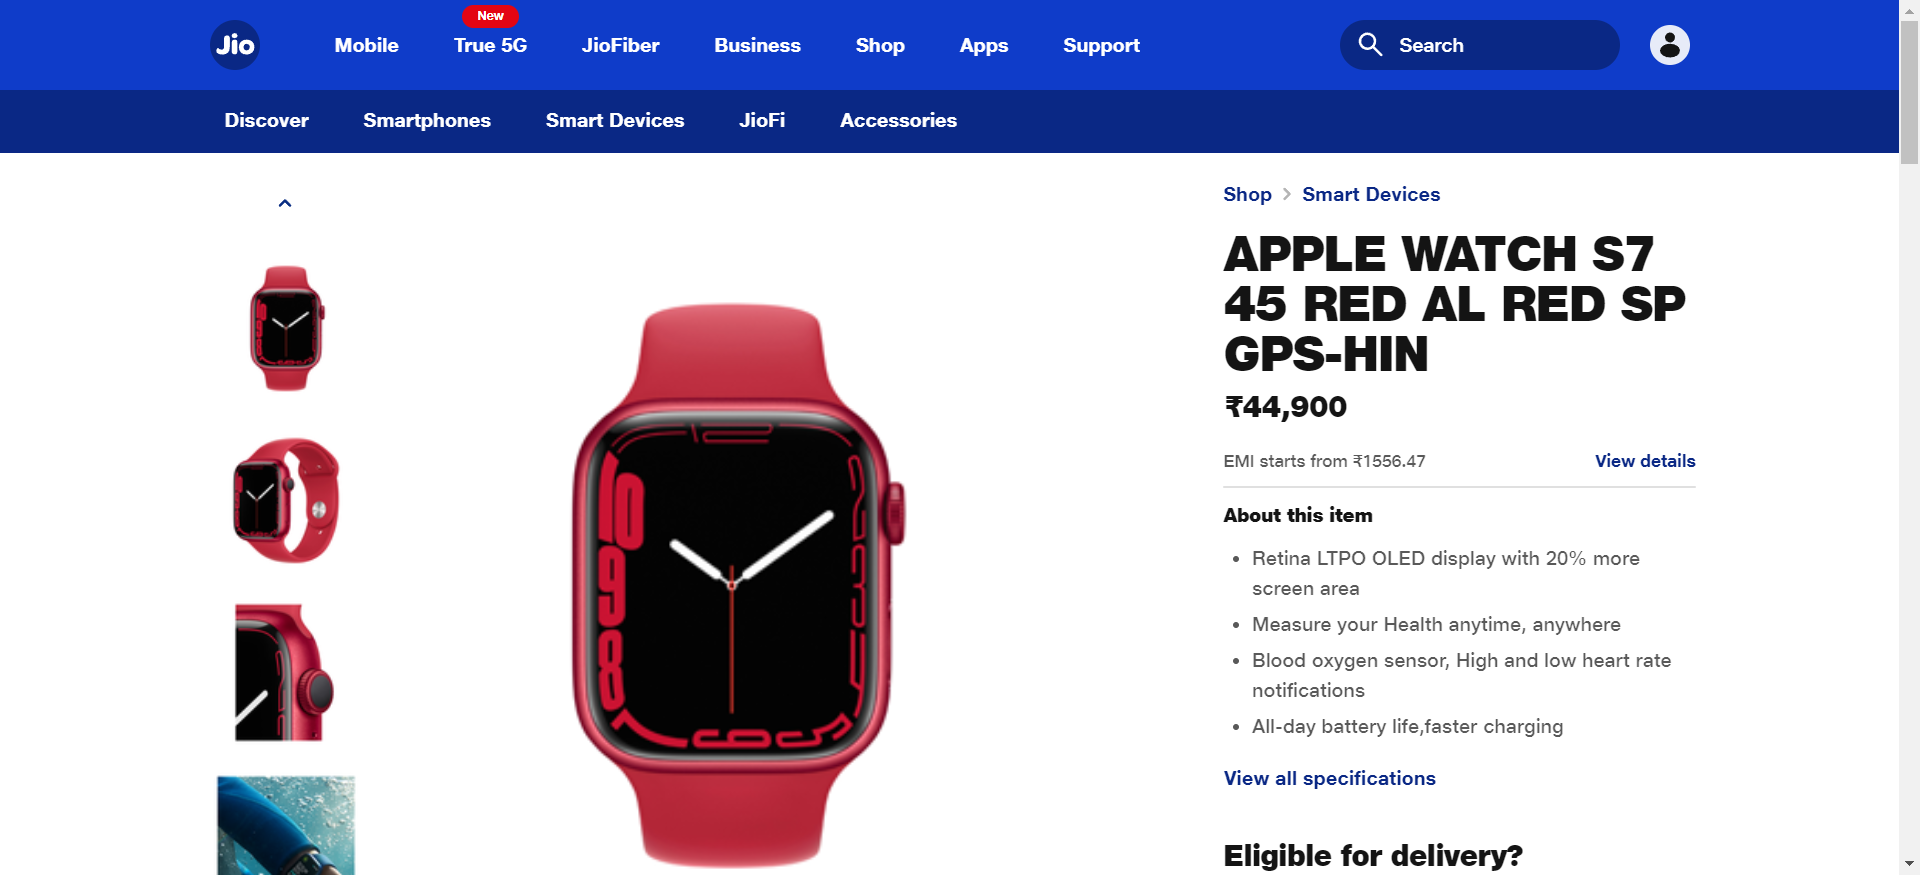 New
Jio
Mobile
True 5G
JioFiber
Business
Shop
Apps
Support
Search
Discover
Smartphones
Smart Devices
JioFi
Accessories
Shop
Smart Devices
APPLE WATCH S7
45 RED AL RED SP
GPS-HIN
₹44,900
EMI starts from ₹1556.47
View details
About this item
Retina LTPO OLED display with 20% more
screen area
Measure your Health anytime, anywhere
Blood oxygen sensor, High and low heart rate
notifications
All-day battery life,faster charging
View all specifications
Eligible for delivery?